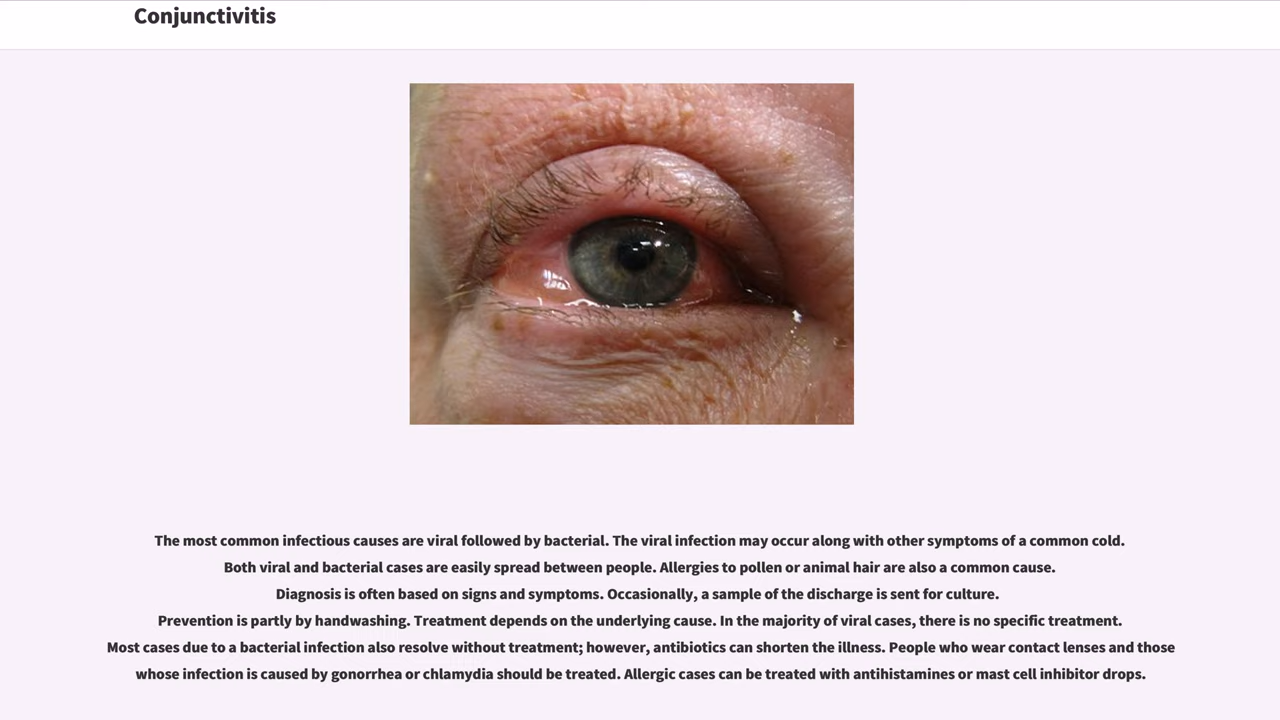 Conjunctivitis
The most common infectious causes are viral followed by bacterial. The viral infection may occur along with other symptoms of a common cold.
Both viral and bacterial cases are easily spread between people. Allergies to pollen or animal hair are also a common cause.
Diagnosis is often based on signs and symptoms. Occasionally, a sample of the discharge is sent for culture.
Prevention is partly by handwashing. Treatment depends on the underlying cause. In the majority of viral cases, there is no specific treatment.
Most cases due to a bacterial infection also resolve without treatment; however, antibiotics can shorten the illness. People who wear contact lenses and those
whose infection is caused by gonorrhea or chlamydia should be treated. Allergic cases can be treated with antihistamines or mast cell inhibitor drops.